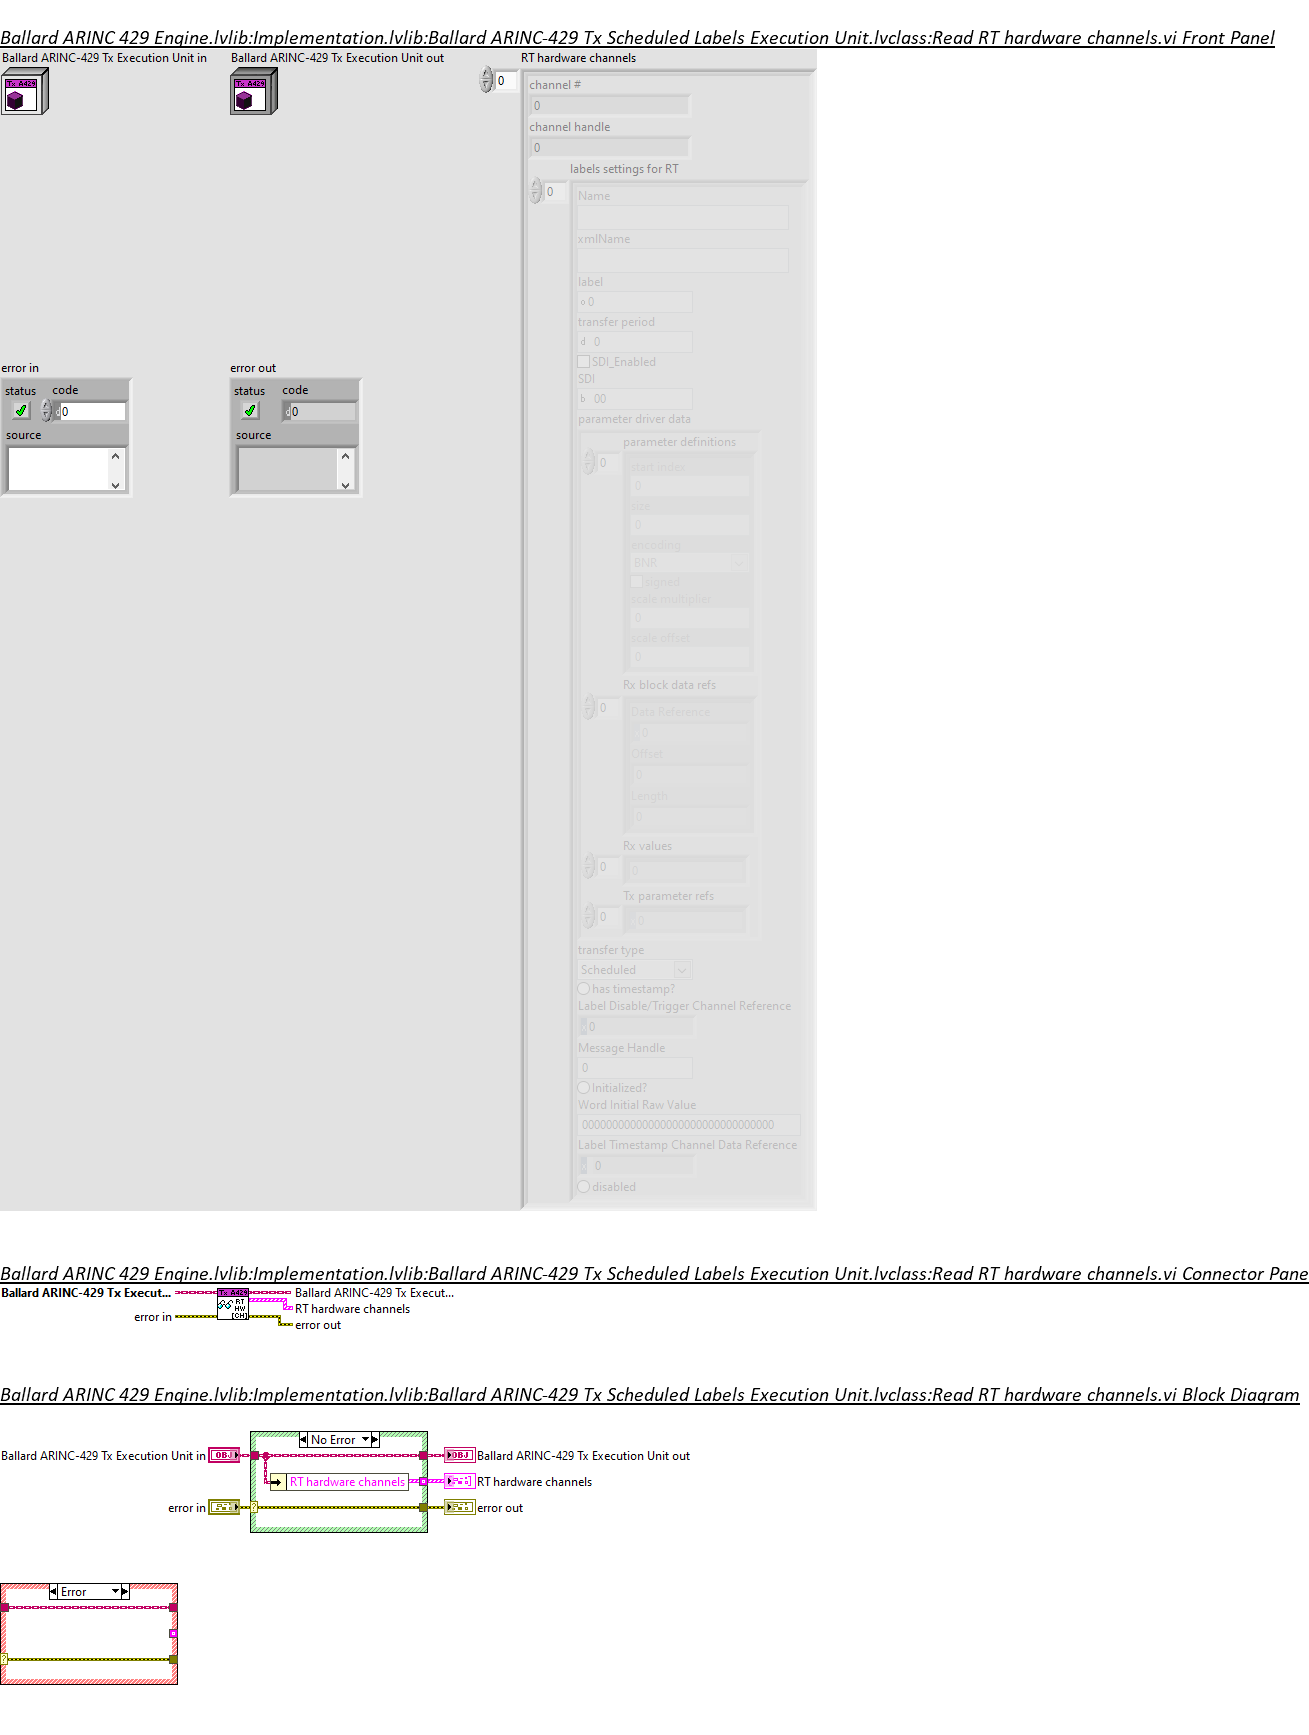 Ballard ARINC 429 Engine.lvlib:Implementation.lvlib:Ballard ARINC-429 Tx Scheduled Labels Execution Unit.lvclass:Read RT hardware channels.vi Front Panel
Ballard ARINC-429 Tx Execution Unit in
Ballard ARINC-429 Tx Execution Unit out
RT hardware channels
Tx A429
Tx A429
0
channel #
0
channel handle
0
labels settings for RT
0
Name
xmlName
label
o 0
transfer period
d 0
SDI_Enabled
SDI
b 00
parameter driver data
parameter definitions
0
start index
0
size
0
encoding
BNR
signed
scale multiplier
0
scale offset
0
Rx block data refs
0
Data Reference
0
Offset
0
Length
0
Rx values
0
0
Tx parameter refs
0
0
transfer type
Scheduled
has timestamp?
Label Disable/Trigger Channel Reference
0
Message Handle
0
Initialized?
Word Initial Raw Value
00000000000000000000000000000000
Label Timestamp Channel Data Reference
0
disabled
error in
status code
d 0
source
error out
status code
d 0
source
Ballard ARINC 429 Engine.lvlib:Implementation.lvlib:Ballard ARINC-429 Tx Scheduled Labels Execution Unit.lvclass:Read RT hardware channels.vi Connector Pane
Ballard ARINC-429 Tx Execut...
Tx A429
RT
HW
[CH]
Ballard ARINC-429 Tx Execut...
RT hardware channels
error in
error out
Ballard ARINC 429 Engine.lvlib:Implementation.lvlib:Ballard ARINC-429 Tx Scheduled Labels Execution Unit.lvclass:Read RT hardware channels.vi Block Diagram
No Error
Ballard ARINC-429 Tx Execution Unit in
OBJ
OBJ
Ballard ARINC-429 Tx Execution Unit out
RT hardware channels
RT hardware channels
error in
?
error out
Error
?